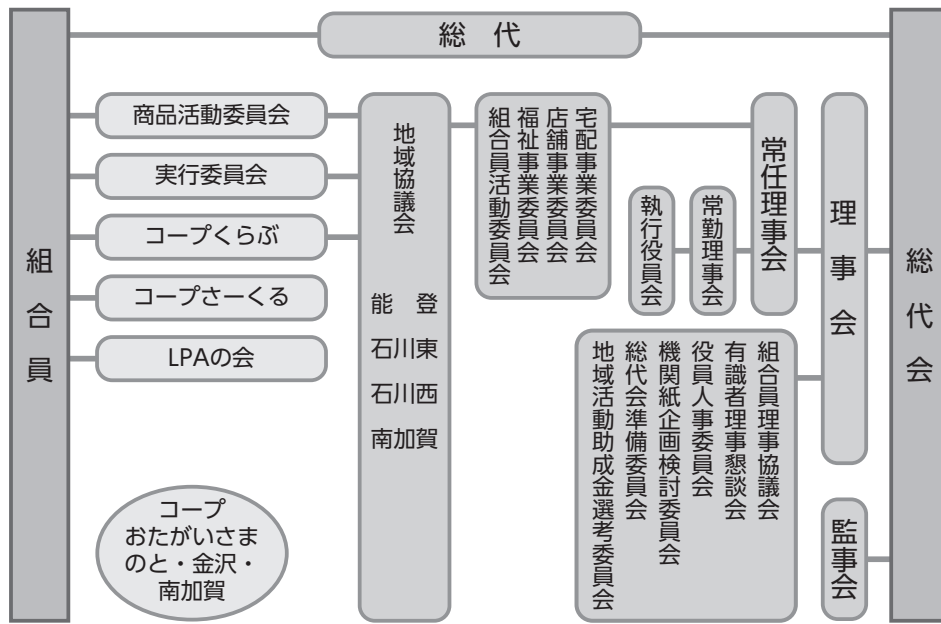 総代
組合員
商品活動委員会
実行委員会
コープくらぶ
コープさーくる
LPAの会
コープ
おたがいさま
のと・金沢・
南加賀
地域協議会
能登
石川東
石川西
南加賀
宅配事業委員会
店舗事業委員会
福祉事業委員会
組合員活動委員会
執行役員会
常勤理事会
常任理事会
理事会
組合員理事協議会
有識者理事懇談会
役員人事委員会
機関紙企画検討委員会
総代会準備委員会
地域活動助成金選考委員会
監事会
総代会